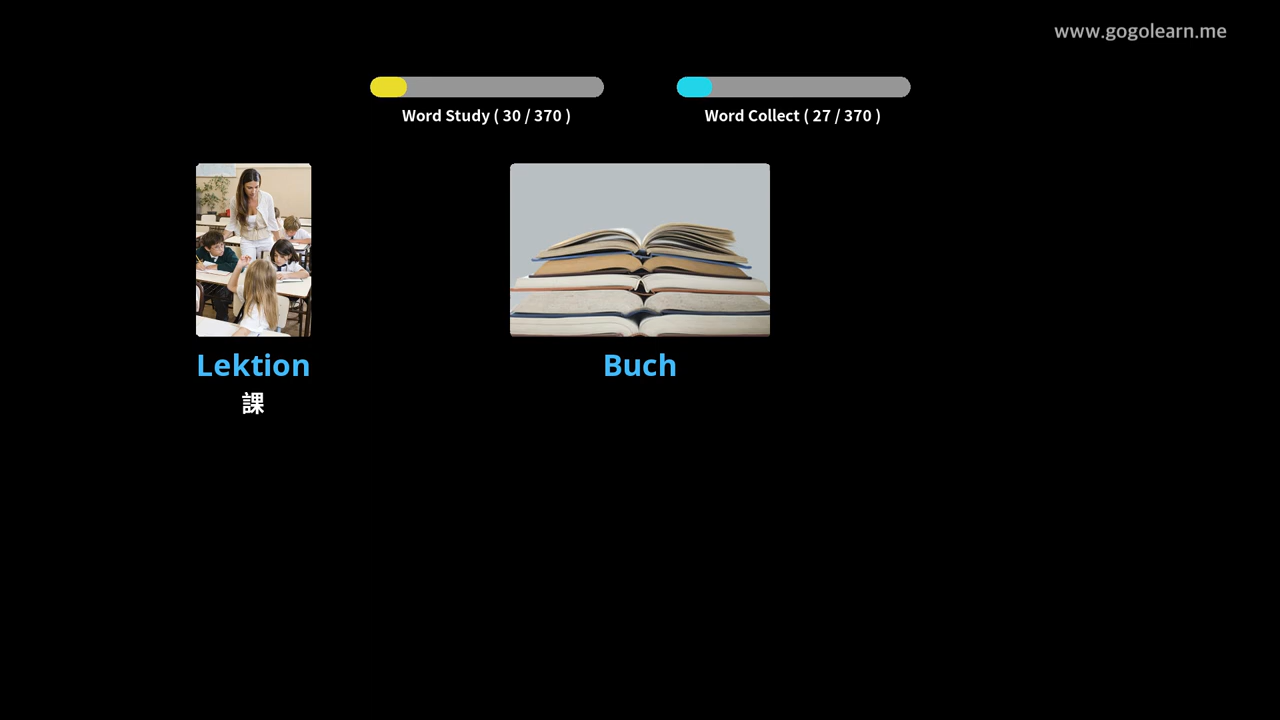 www.gogolearn.me
Word Study ( 30 / 370 )
Word Collect ( 27 / 370 )
Lektion
Buch
課